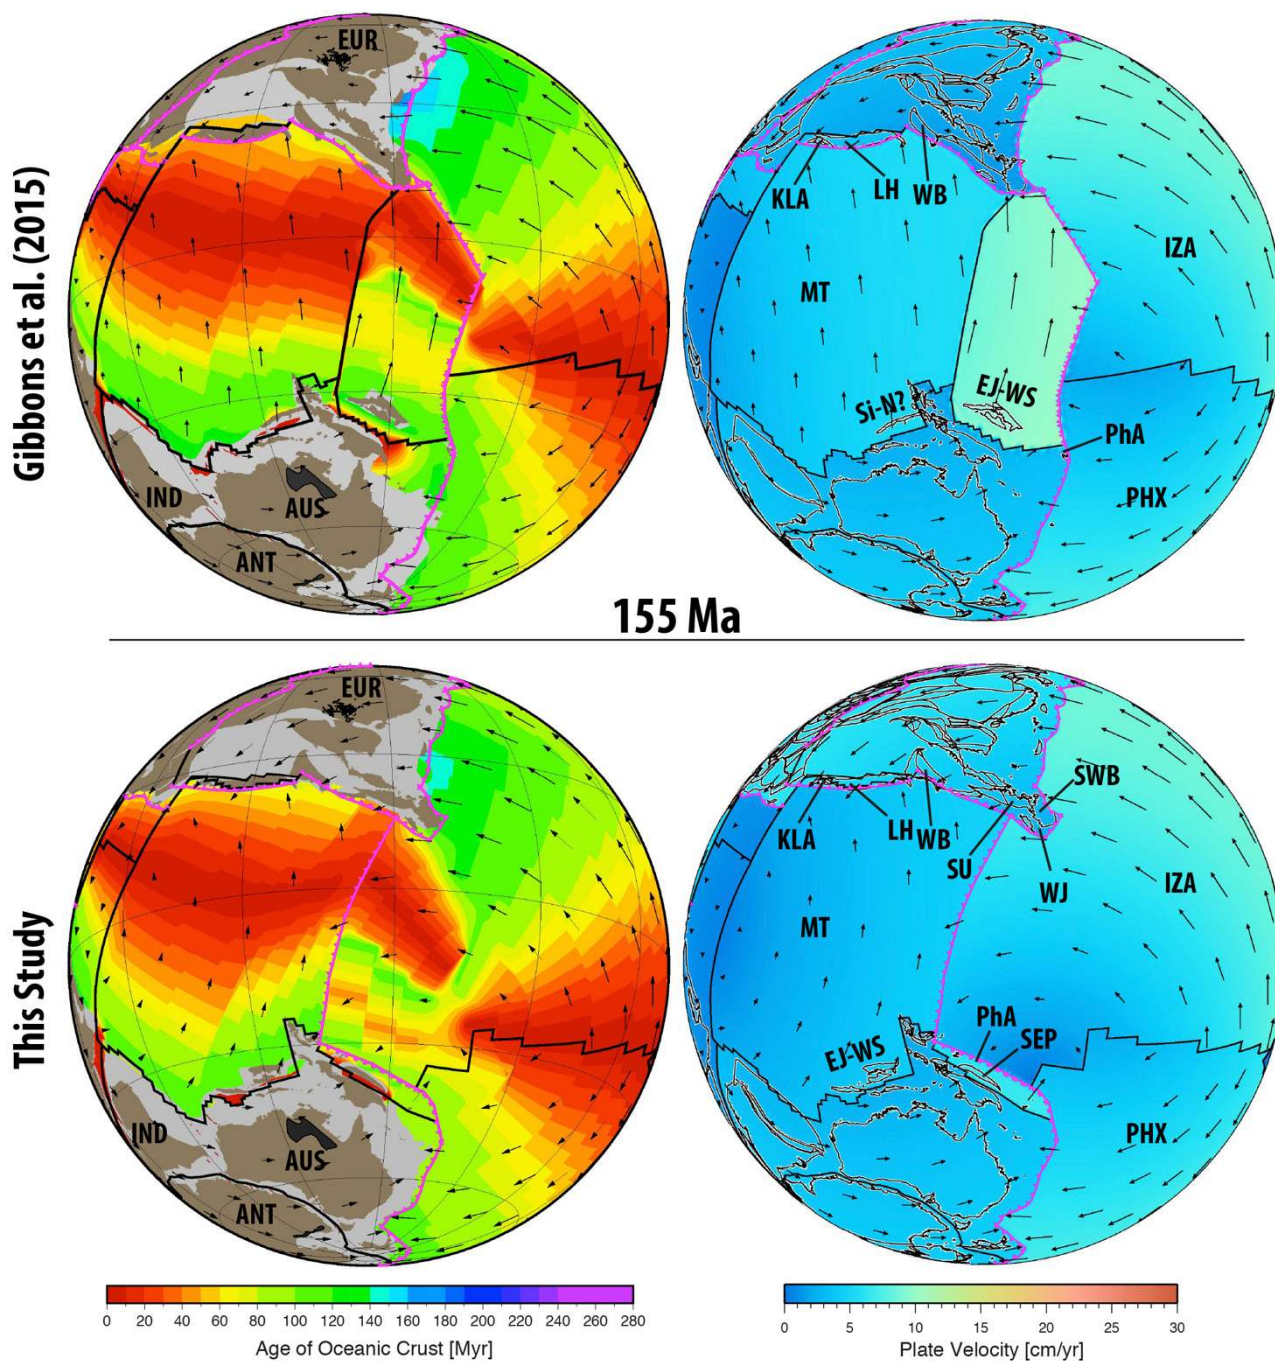 Gibbons et al. (2015)
EUR
IND
AUS
ANT
KLA
LH
WB
IZA
MT
Si-N?
EJ-WS
PhA
PHX
155 Ma
This Study
EUR
IND
AUS
ANT
SWB
KLA
LH
WB
SU
WJ
IZA
MT
PhA
SEP
EJ-WS
PHX
0 20 40 60 80 100 120 140 160 180 200 220 240 260 280
Age of Oceanic Crust [Myr]
0 5 10 15 20 25 30
Plate Velocity [cm/yr]